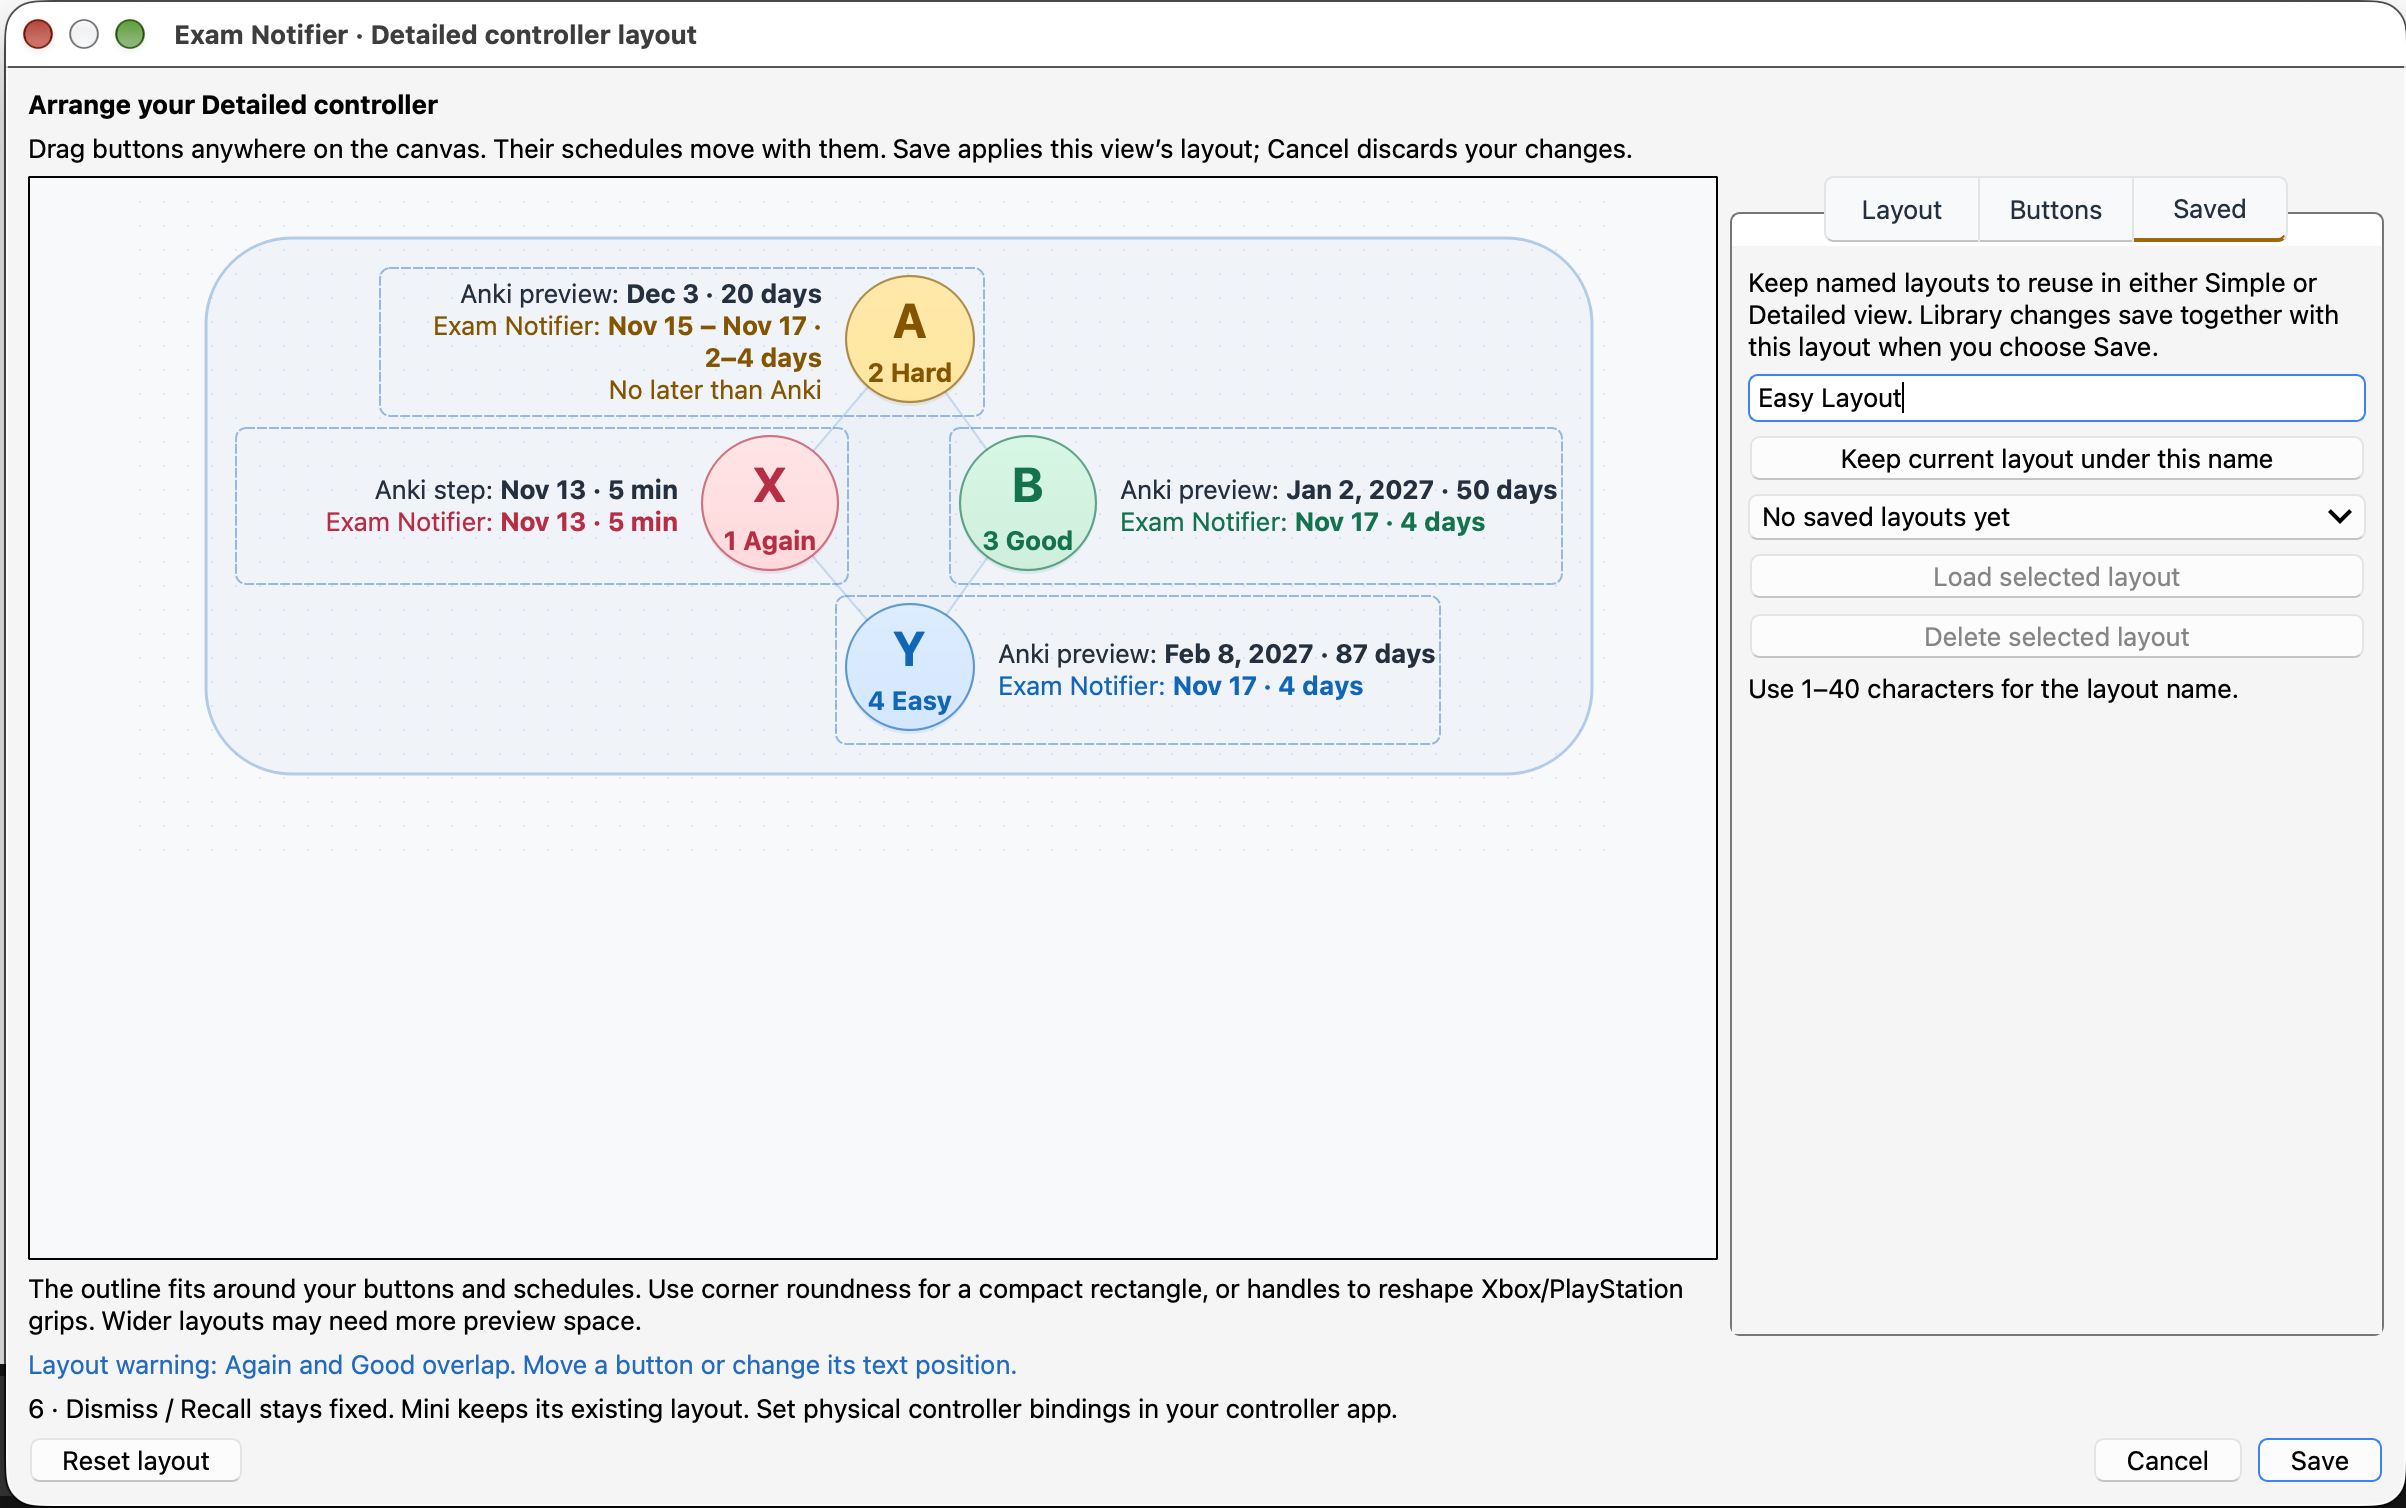 Exam Notifier · Detailed controller layout
Arrange your Detailed controller
Drag buttons anywhere on the canvas. Their schedules move with them. Save applies this view’s layout; Cancel discards your changes.
Anki preview: Dec 3 · 20 days
Exam Notifier: Nov 15 – Nov 17 ·
2–4 days
No later than Anki
A
2 Hard
Anki step: Nov 13 · 5 min
Exam Notifier: Nov 13 · 5 min
X
1 Again
B
3 Good
Anki preview: Jan 2, 2027 · 50 days
Exam Notifier: Nov 17 · 4 days
Y
4 Easy
Anki preview: Feb 8, 2027 · 87 days
Exam Notifier: Nov 17 · 4 days
The outline fits around your buttons and schedules. Use corner roundness for a compact rectangle, or handles to reshape Xbox/PlayStation
grips. Wider layouts may need more preview space.
Layout warning: Again and Good overlap. Move a button or change its text position.
6 · Dismiss / Recall stays fixed. Mini keeps its existing layout. Set physical controller bindings in your controller app.
Reset layout
Layout
Buttons
Saved
Keep named layouts to reuse in either Simple or
Detailed view. Library changes save together with
this layout when you choose Save.
Easy Layout
Keep current layout under this name
No saved layouts yet
Load selected layout
Delete selected layout
Use 1–40 characters for the layout name.
Cancel
Save